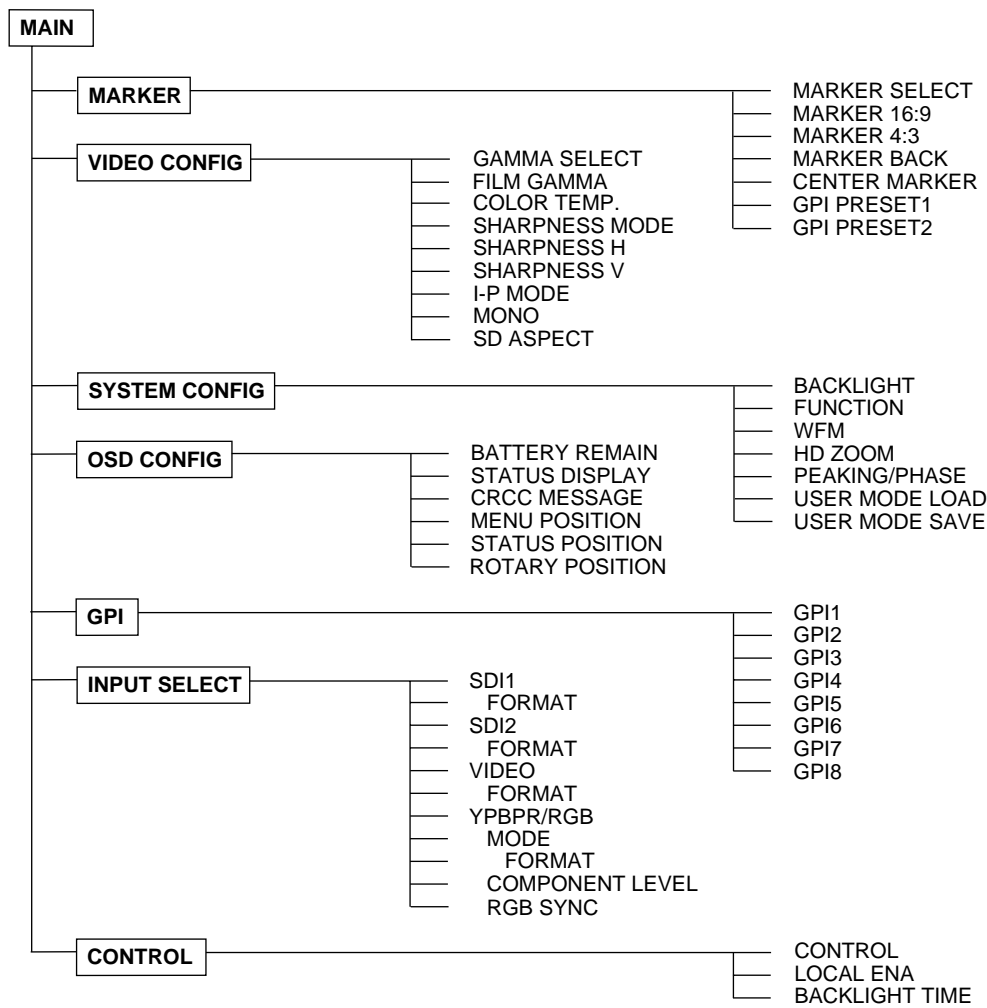 MAIN
MARKER
MARKER SELECT
MARKER 16:9
MARKER 4:3
MARKER BACK
CENTER MARKER
GPI PRESET1
GPI PRESET2
VIDEO CONFIG
GAMMA SELECT
FILM GAMMA
COLOR TEMP.
SHARPNESS MODE
SHARPNESS H
SHARPNESS V
I-P MODE
MONO
SD ASPECT
SYSTEM CONFIG
BACKLIGHT
FUNCTION
WFM
HD ZOOM
PEAKING/PHASE
USER MODE LOAD
USER MODE SAVE
OSD CONFIG
BATTERY REMAIN
STATUS DISPLAY
CRCC MESSAGE
MENU POSITION
STATUS POSITION
ROTARY POSITION
GPI
GPI1
GPI2
GPI3
GPI4
GPI5
GPI6
GPI7
GPI8
INPUT SELECT
SDI1
FORMAT
SDI2
FORMAT
VIDEO
FORMAT
YPBPR/RGB
MODE
FORMAT
COMPONENT LEVEL
RGB SYNC
CONTROL
CONTROL
LOCAL ENA
BACKLIGHT TIME